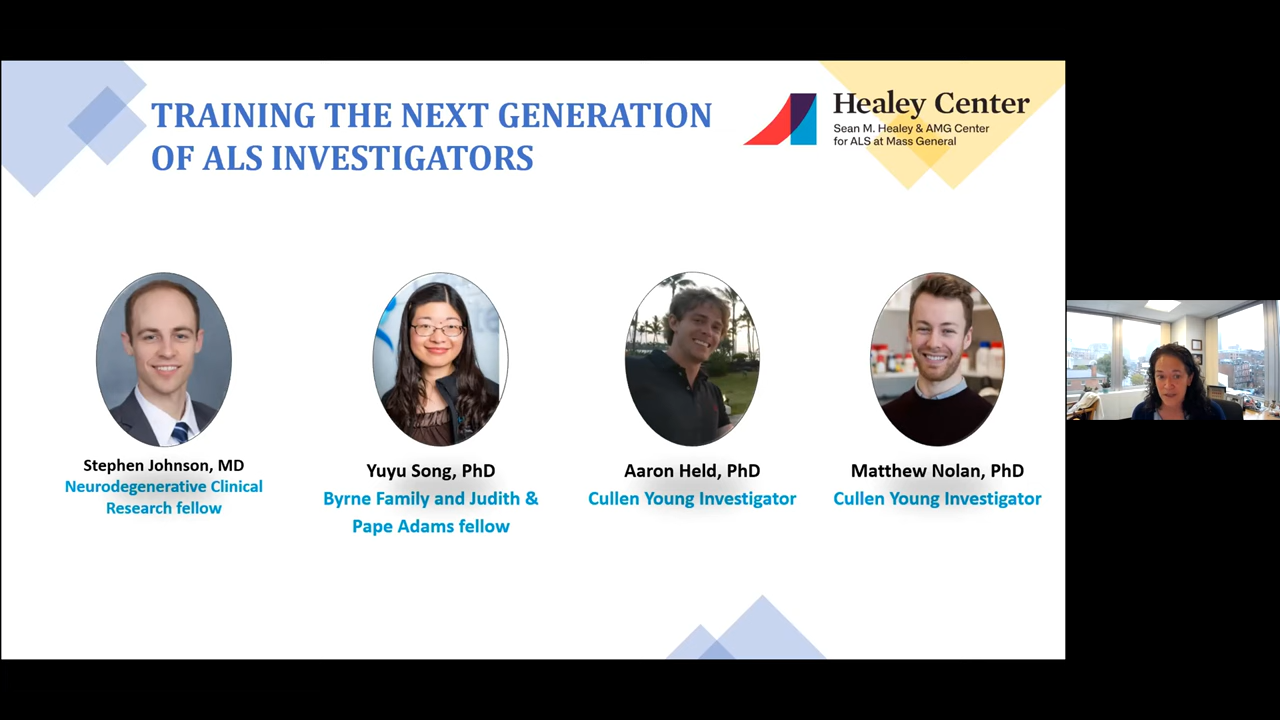 TRAINING THE NEXT GENERATION
OF ALS INVESTIGATORS
Healey Center
Sean M. Healey & AMG Center
for ALS at Mass General
Stephen Johnson, MD
Neurodegenerative Clinical
Research fellow
Yuyu Song, PhD
Byrne Family and Judith &
Pape Adams fellow
Aaron Held, PhD
Cullen Young Investigator
Matthew Nolan, PhD
Cullen Young Investigator